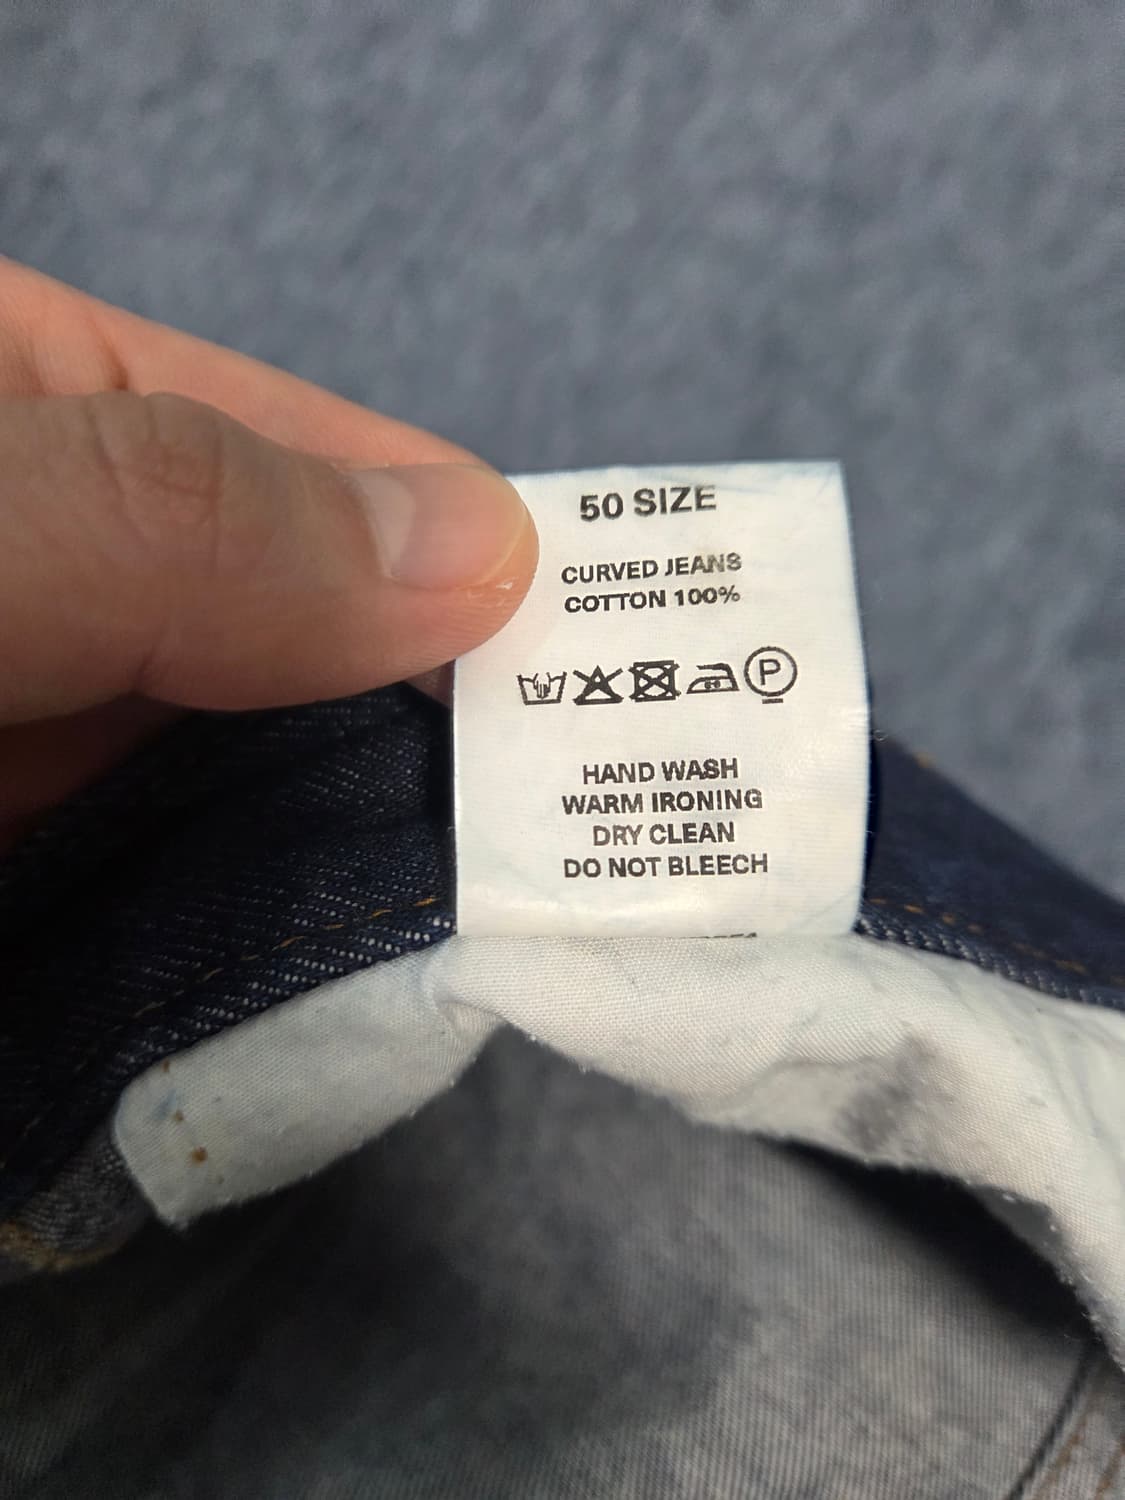 50 SIZE
CURVED JEANS
COTTON 100%
P
HAND WASH
WARM IRONING
DRY CLEAN
DO NOT BLEECH